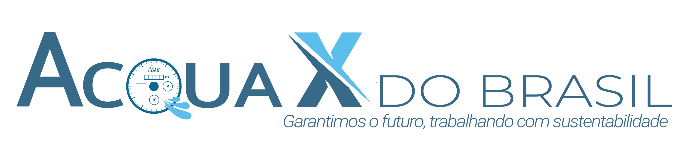 ACQUA X DO BRASIL
Garantimos o futuro, trabalhando com sustentabilidade